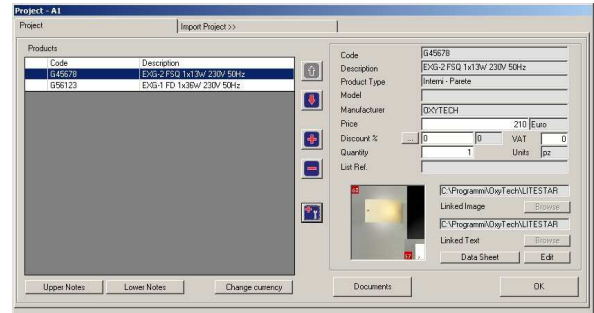 Project - A1
Project
Import Project >>
Products
Code Description
G45678 EXG-2 FSQ 1x13W 230V 50Hz
G56123 EXG-1 FD 1x36W 230V 50Hz
Upper Notes
Lower Notes
Change currency
Code G45678
Description EXG-2 FSQ 1x13W 230V 50Hz
Product Type Interni - Parete
Model
Manufacturer OXYTECH
Price 210 Euro
Discount % ... 0 0 VAT 0
Quantity 1 Units pz
List Ref.
C:\Programmi\OxyTech\LITESTAR
Linked Image Browse
C:\Programmi\OxyTech\LITESTAR
Linked Text Browse
Data Sheet Edit
Documents
OK